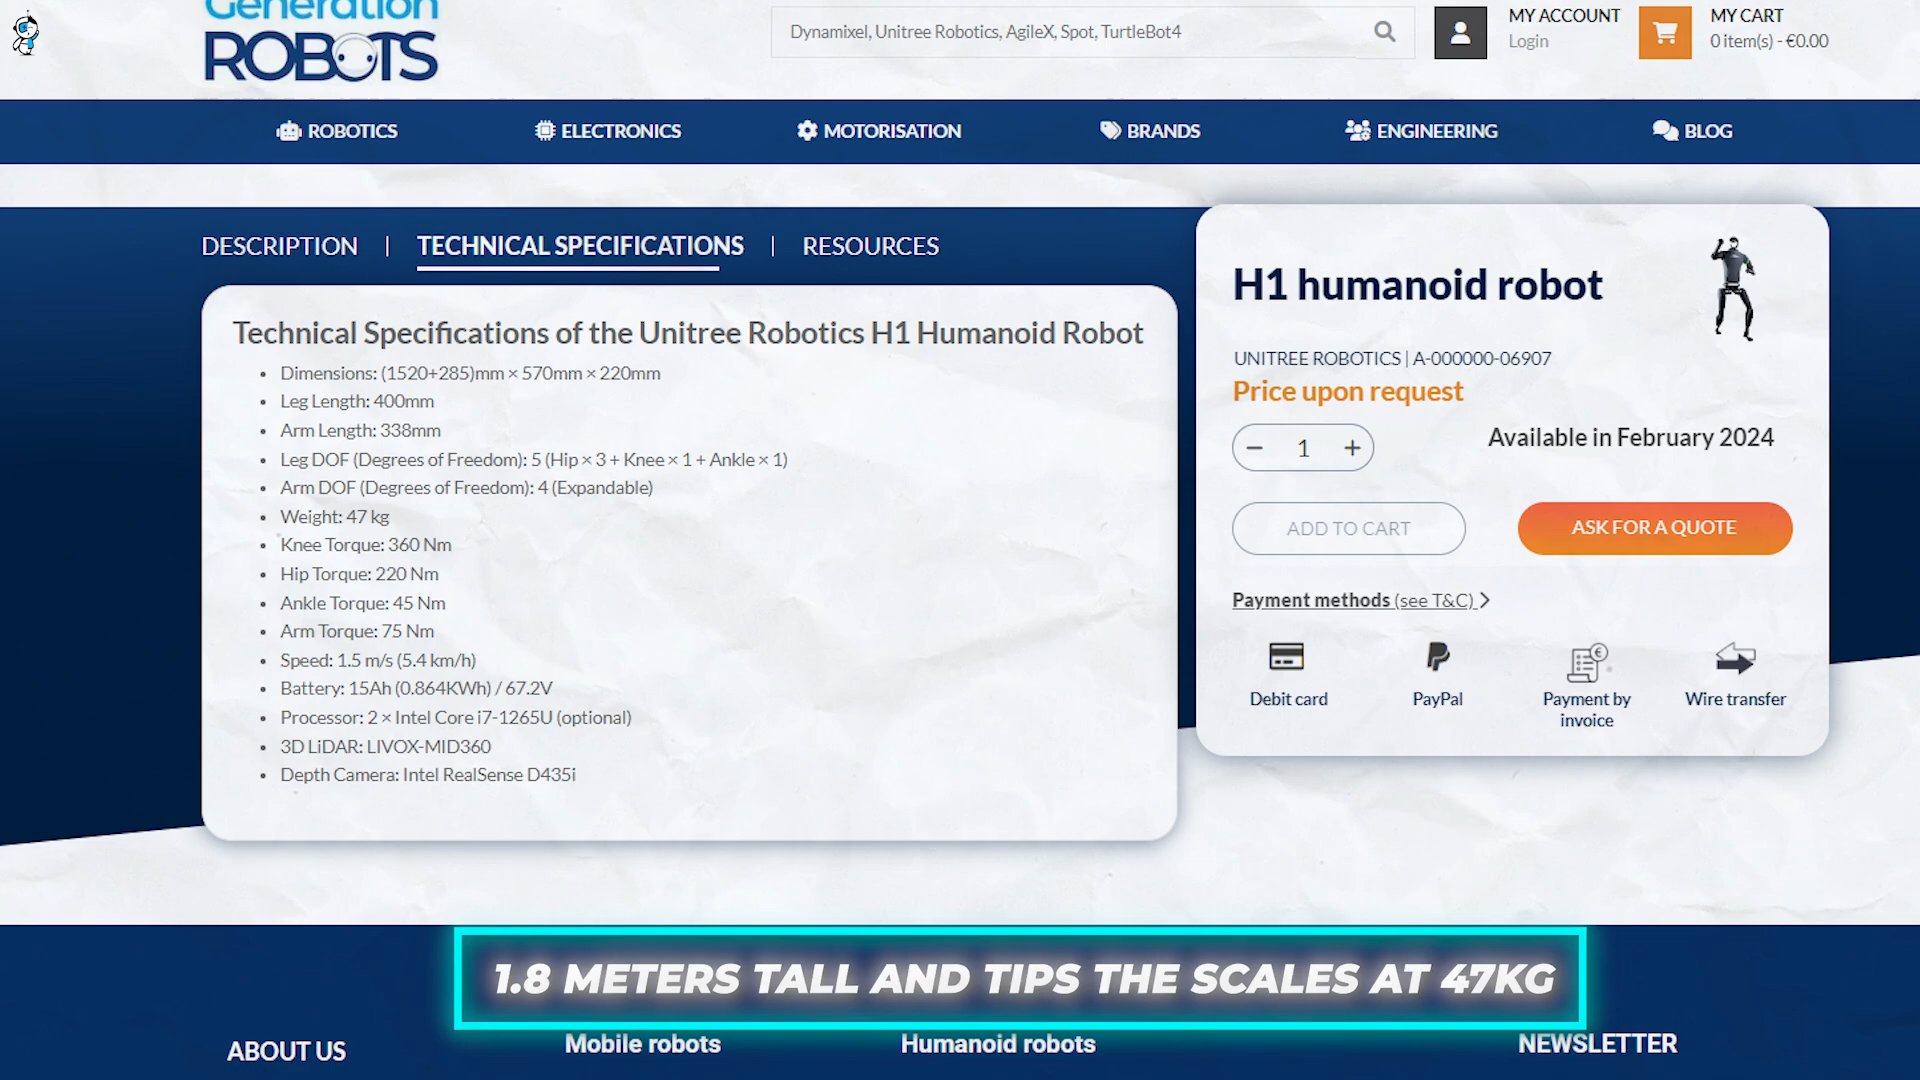 Generation
ROBOTS
Dynamixel, Unitree Robotics, AgileX, Spot, TurtleBot4
MY ACCOUNT
Login
MY CART
0 item(s) - €0.00
ROBOTICS
ELECTRONICS
MOTORISATION
BRANDS
ENGINEERING
BLOG
DESCRIPTION | TECHNICAL SPECIFICATIONS | RESOURCES
Technical Specifications of the Unitree Robotics H1 Humanoid Robot
• Dimensions: (1520+285)mm × 570mm × 220mm
• Leg Length: 400mm
• Arm Length: 338mm
• Leg DOF (Degrees of Freedom): 5 (Hip × 3 + Knee × 1 + Ankle × 1)
• Arm DOF (Degrees of Freedom): 4 (Expandable)
• Weight: 47 kg
• Knee Torque: 360 Nm
• Hip Torque: 220 Nm
• Ankle Torque: 45 Nm
• Arm Torque: 75 Nm
• Speed: 1.5 m/s (5.4 km/h)
• Battery: 15Ah (0.864KWh) / 67.2V
• Processor: 2 × Intel Core i7-1265U (optional)
• 3D LiDAR: LIVOX-MID360
• Depth Camera: Intel RealSense D435i
H1 humanoid robot
UNITREE ROBOTICS | A-000000-06907
Price upon request
− 1 +
Available in February 2024
ADD TO CART
ASK FOR A QUOTE
Payment methods (see T&C)
Debit card
PayPal
Payment by
invoice
Wire transfer
1.8 METERS TALL AND TIPS THE SCALES AT 47KG
ABOUT US
Mobile robots
Humanoid robots
NEWSLETTER